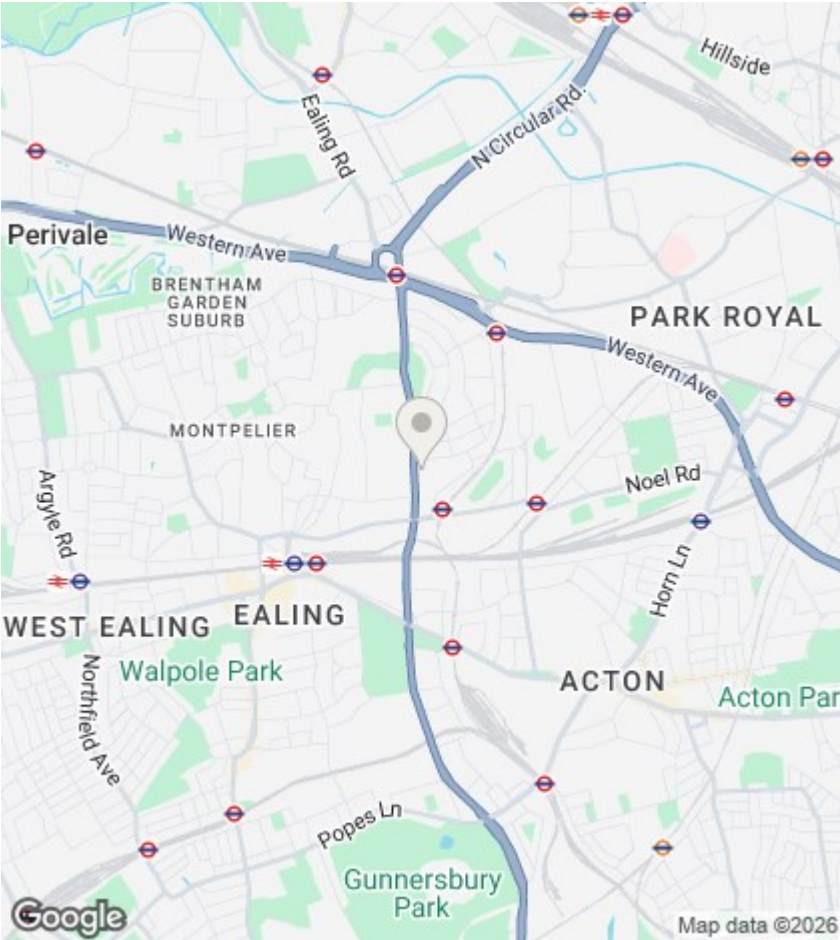 Hillside
Ealing Rd
N Circular Rd.
Perivale
Western Ave
BRENTHAM
GARDEN
SUBURB
PARK ROYAL
Western Ave
MONTPELIER
Argyle Rd
Noel Rd
Horn Ln
WEST EALING
EALING
Walpole Park
ACTON
Acton Par
Northfield Ave
Popes Ln
Gunnersbury
Park
Google
Map data ©2026